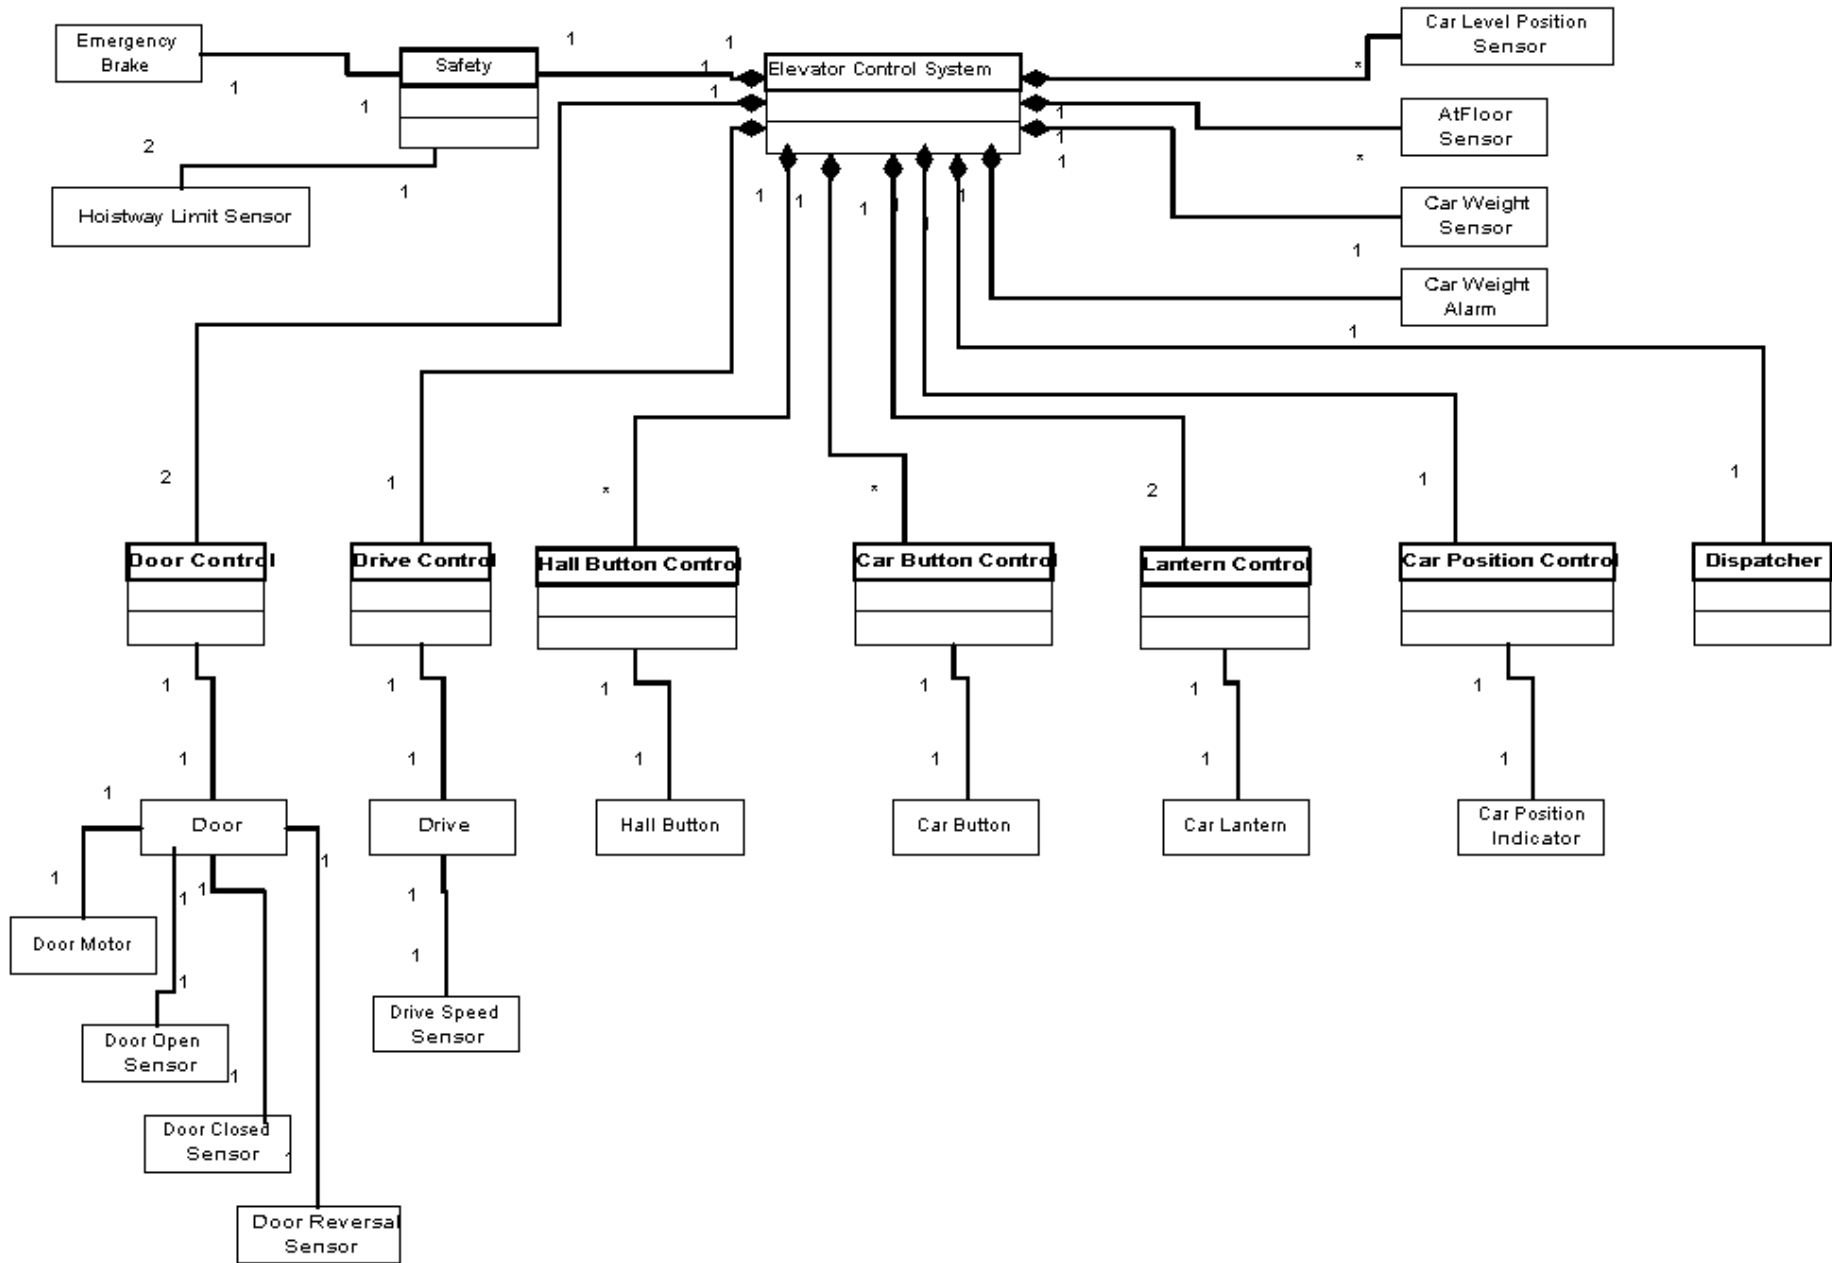 Emergency
Brake
1
1
Safety
1
1
1
1
Elevator Control System
Car Level Position
Sensor
*
AtFloor
Sensor
*
1
1
1
Car Weight
Sensor
1
Car Weight
Alarm
1
2
1
Hoistway Limit Sensor
1
1
1
1
2
1
*
*
2
1
1
Door Control
Drive Control
Hall Button Control
Car Button Control
Lantern Control
Car Position Control
Dispatcher
1
1
1
1
1
1
1
1
1
1
1
1
1
Door
Drive
Hall Button
Car Button
Car Lantern
Car Position
Indicator
1
1
1
1
1
Door Motor
1
1
Door Open
Sensor
1
Drive Speed
Sensor
Door Closed
Sensor
Door Reversal
Sensor